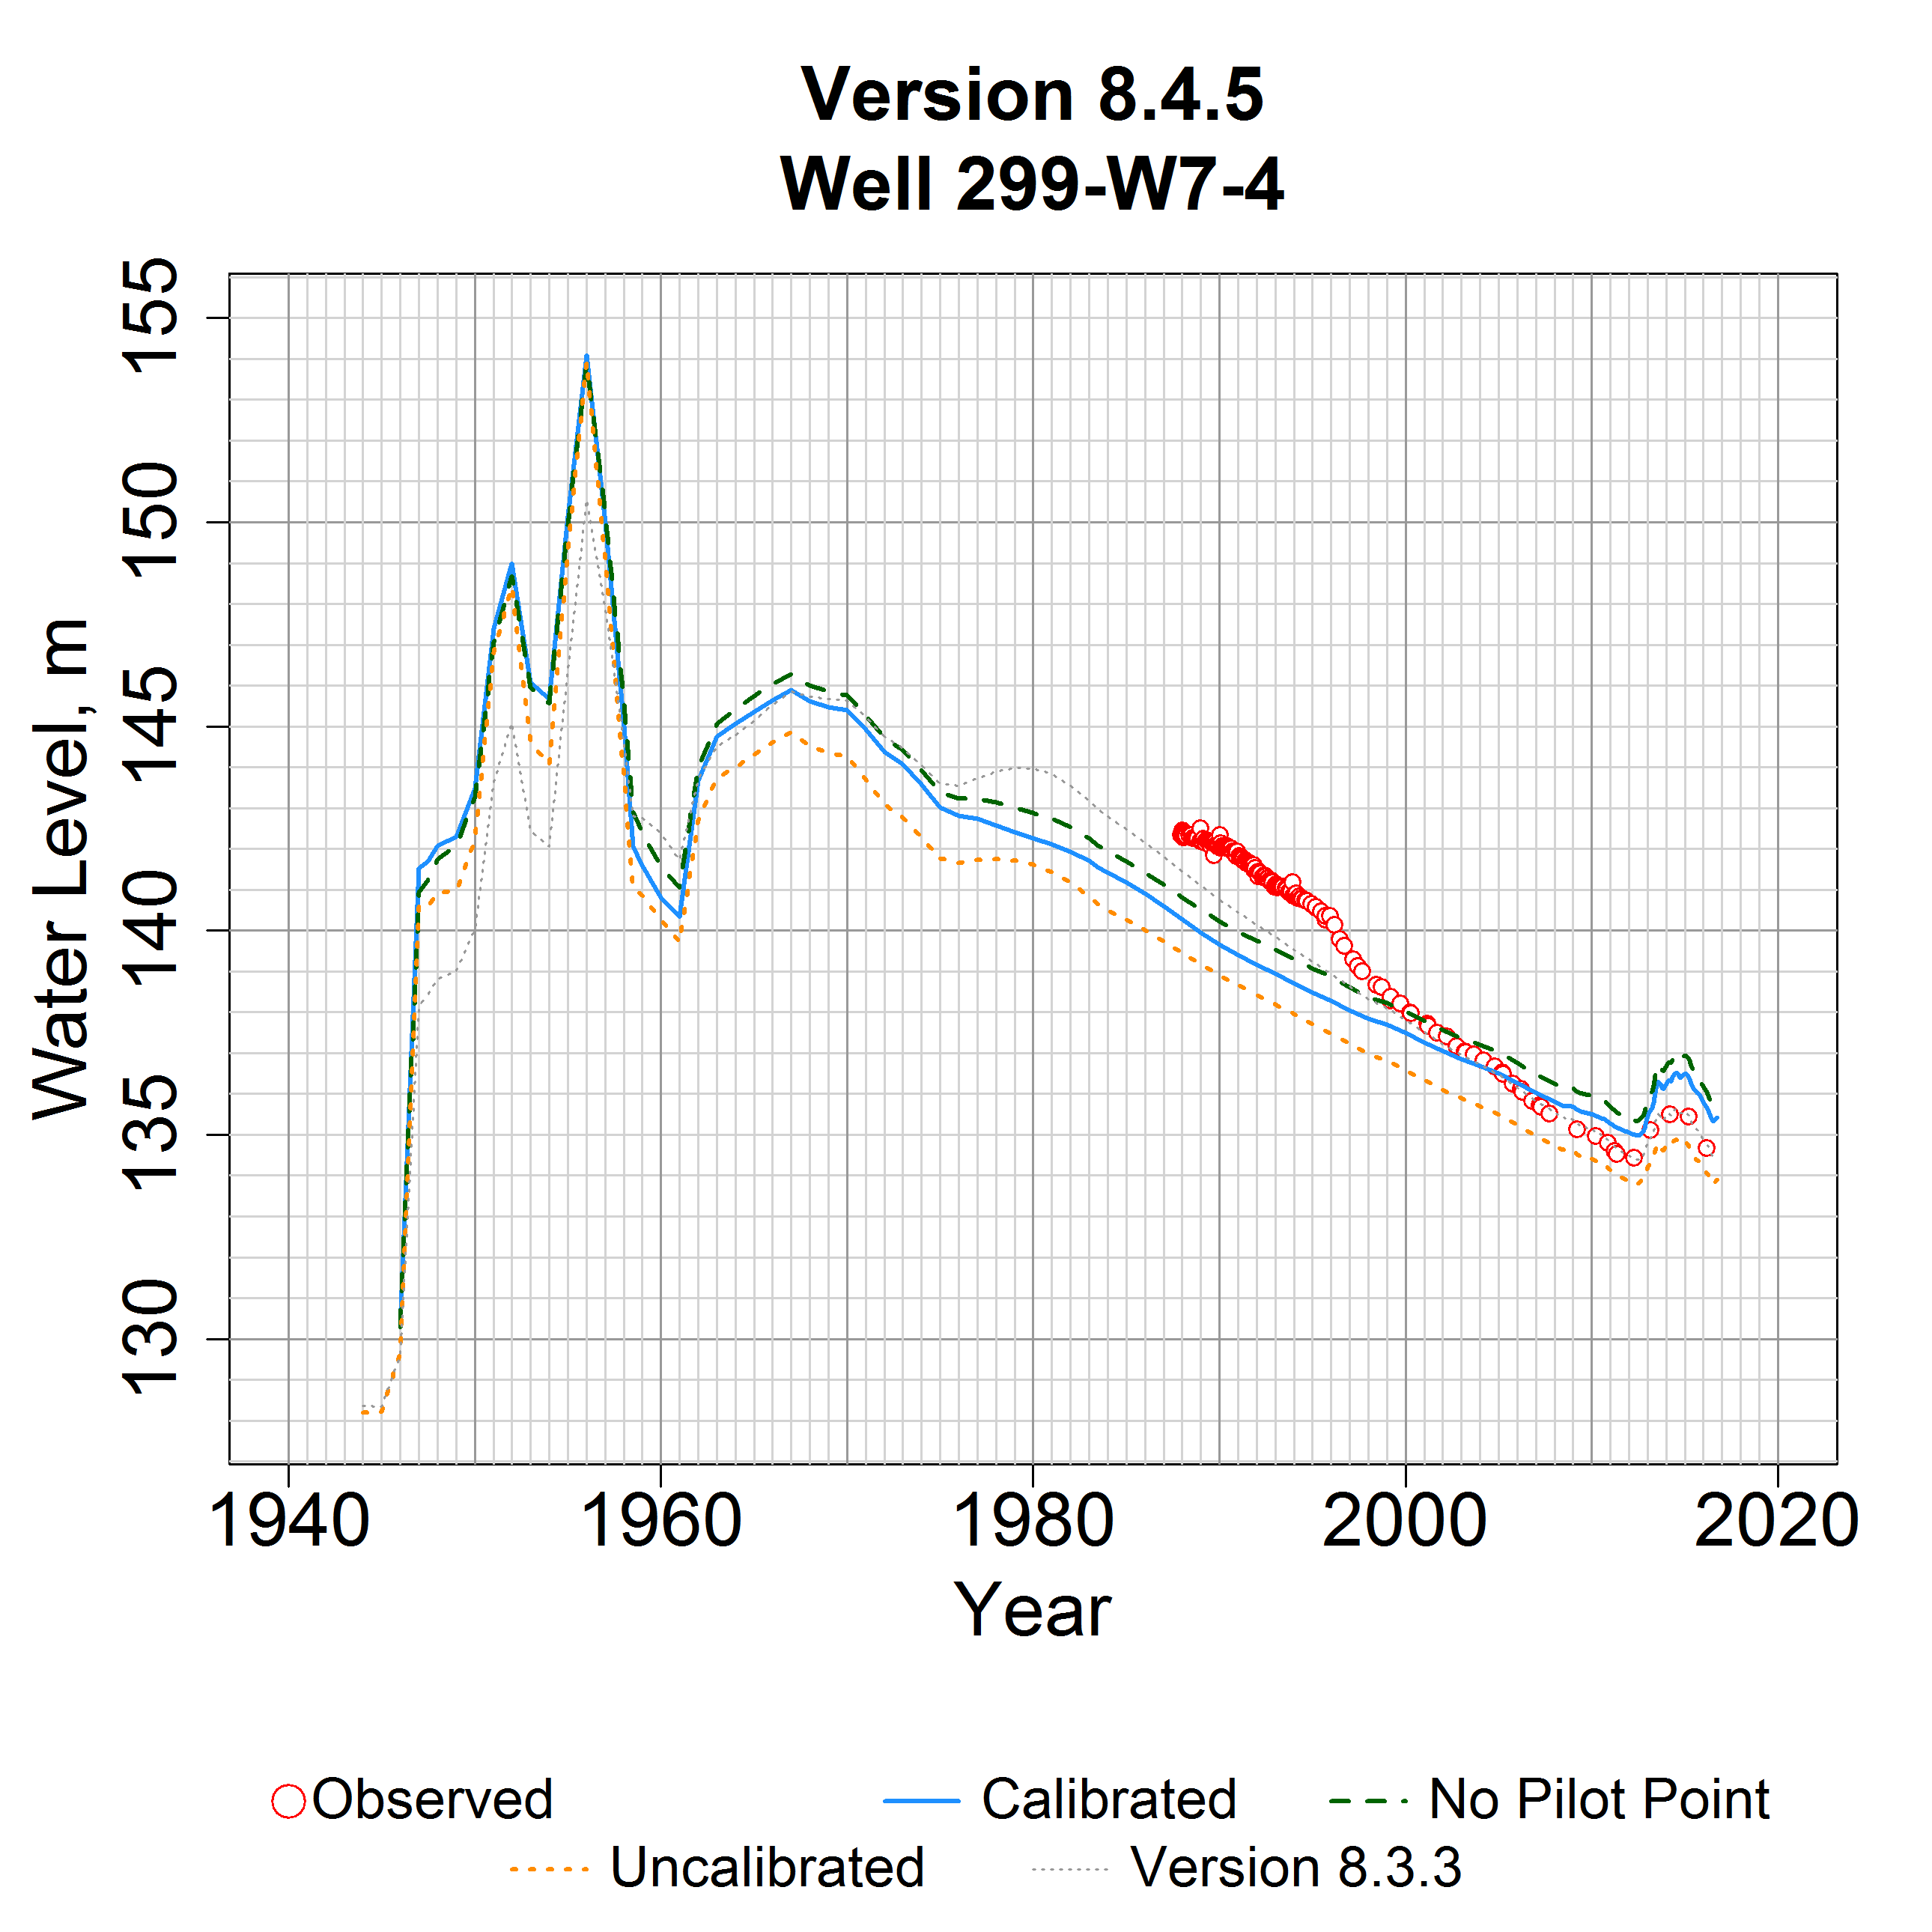 Version 8.4.5
Well 299-W7-4
Water Level, m
155
150
145
140
135
130
1940 1960 1980 2000 2020
Year
Observed Calibrated No Pilot Point
Uncalibrated Version 8.3.3